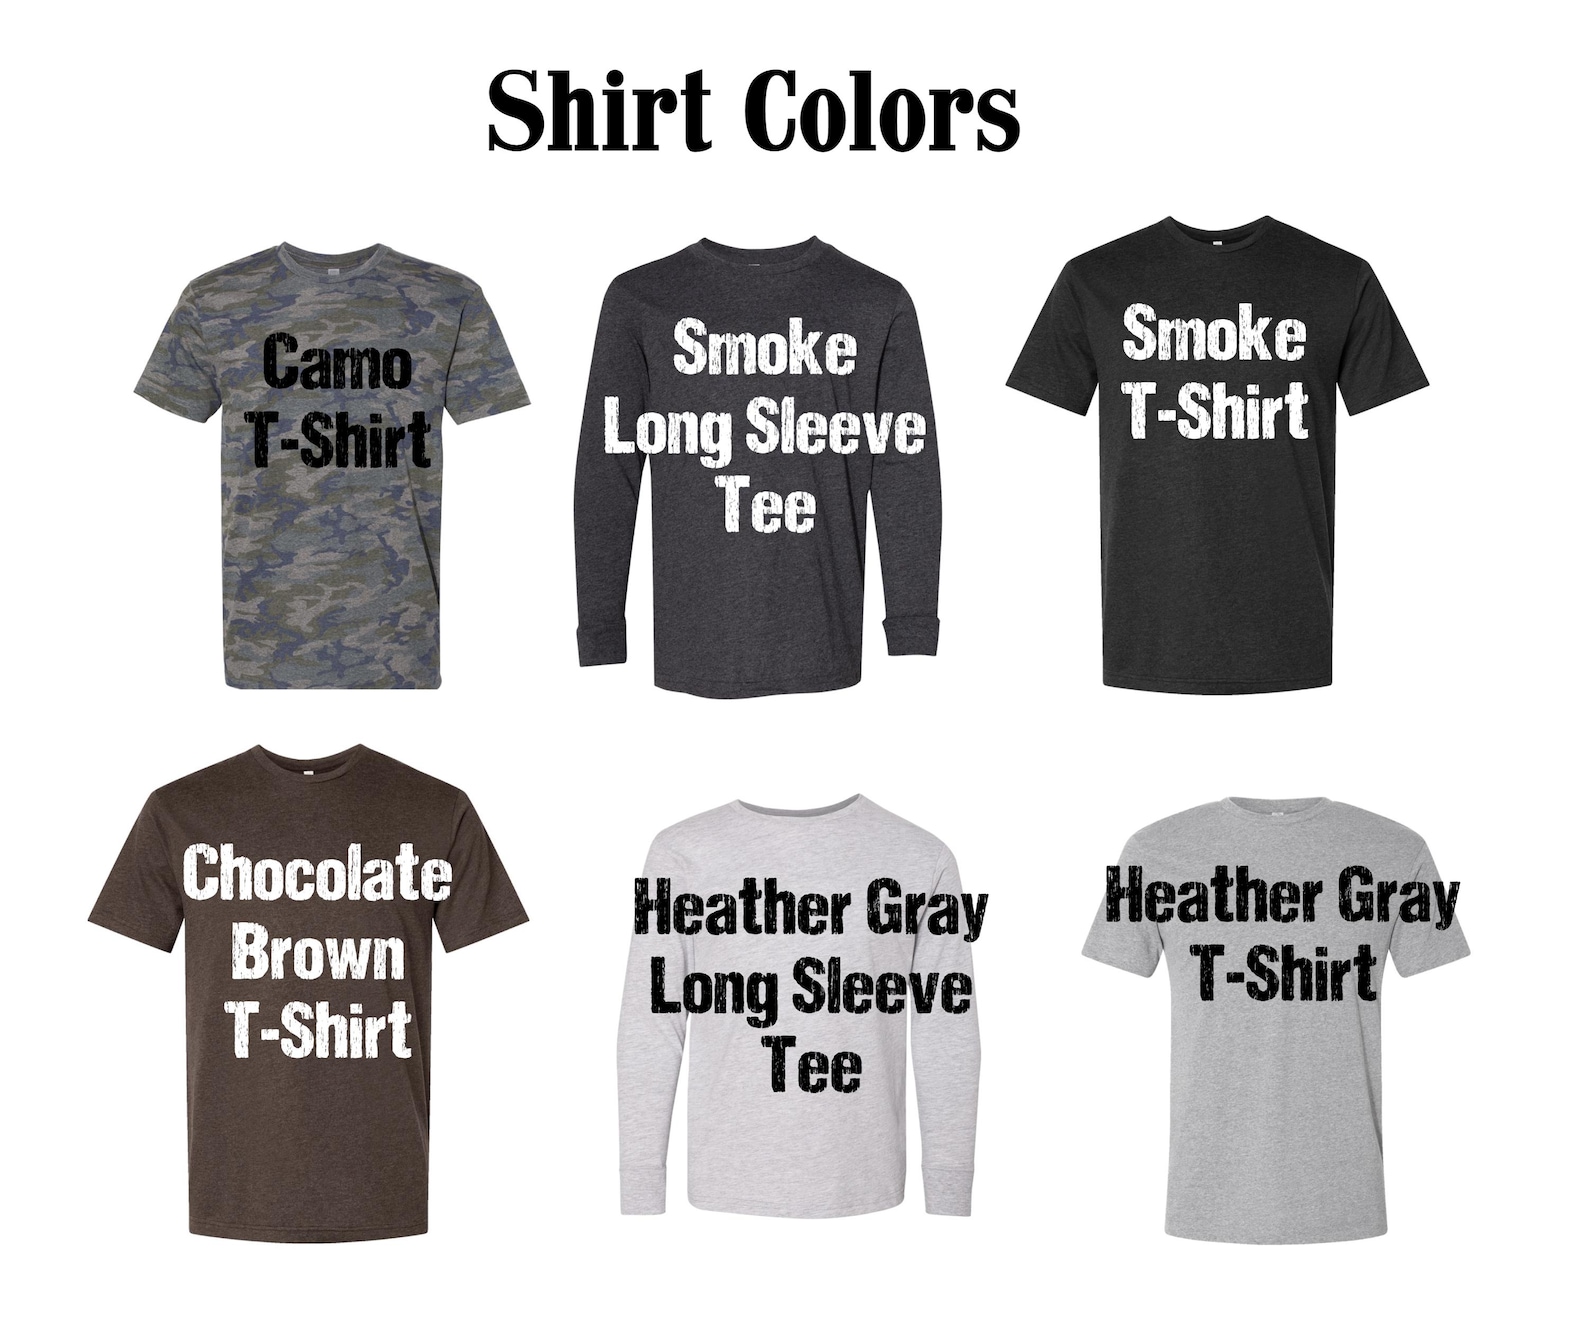 Shirt Colors
Camo
T-Shirt
Smoke
Long Sleeve
Tee
Smoke
T-Shirt
Chocolate
Brown
T-Shirt
Heather Gray
Long Sleeve
Tee
Heather Gray
T-Shirt